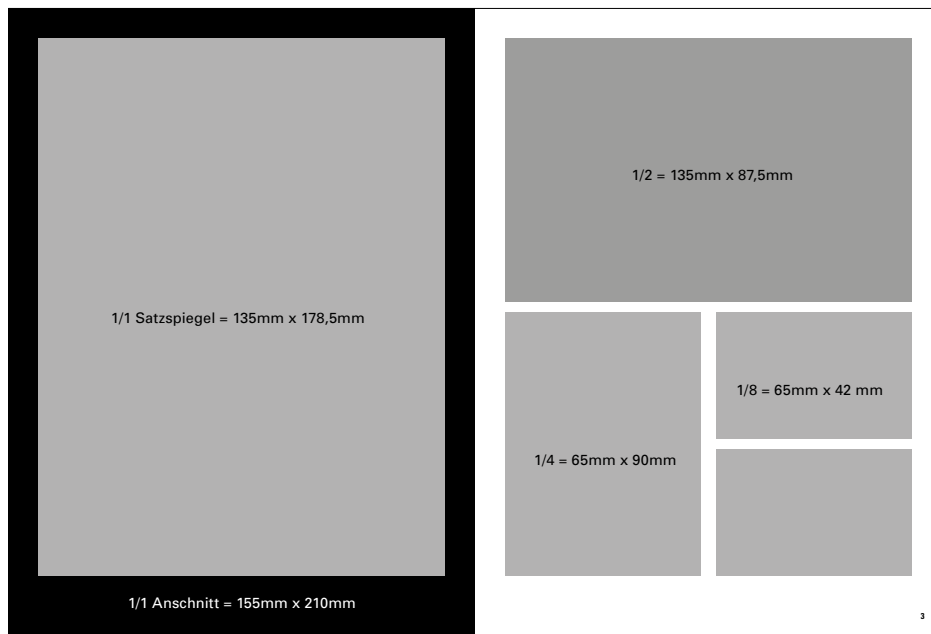 1/1 Satzspiegel = 135mm x 178,5mm
1/1 Anschnitt = 155mm x 210mm
1/2 = 135mm x 87,5mm
1/4 = 65mm x 90mm
1/8 = 65mm x 42 mm
3